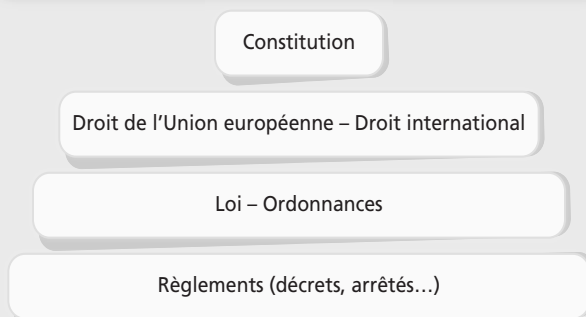 Constitution
Droit de l’Union européenne – Droit international
Loi – Ordonnances
Règlements (décrets, arrêtés…)